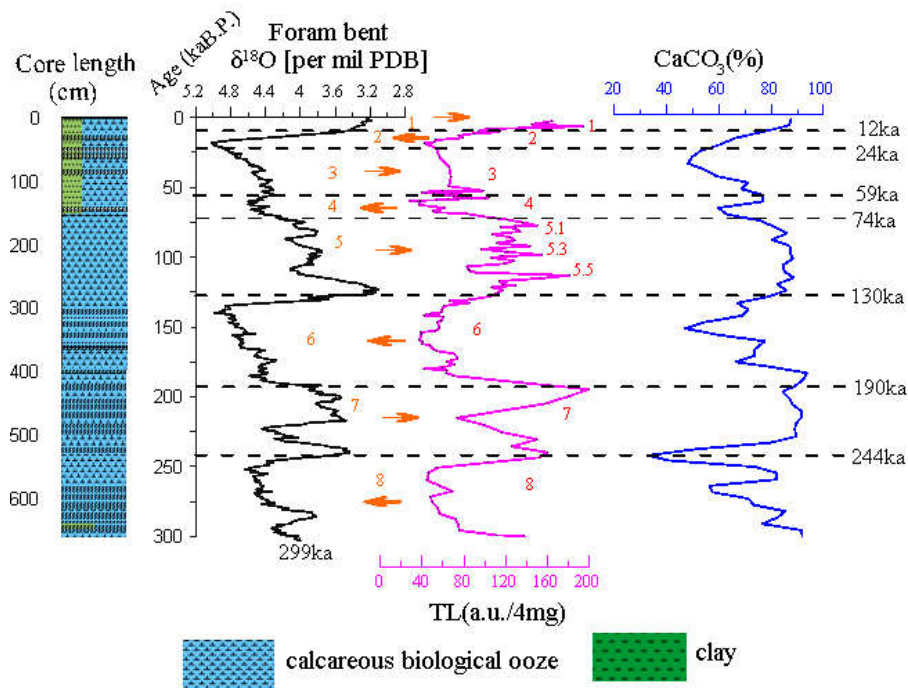 Foram bent
δ¹⁸O [per mil PDB]
CaCO₃(%)
Age (kaB.P.)
Core length
(cm)
5.2 4.8 4.4 4 3.6 3.2 2.8
20 40 60 80 100
0
100
200
300
400
500
600
0
50
100
150
200
250
300
1
2
3
4
5
6
7
8
1
2
3
4
5.1
5.3
5.5
6
7
8
12ka
24ka
59ka
74ka
130ka
190ka
244ka
299ka
0 40 80 120 160 200
TL(a.u./4mg)
calcareous biological ooze
clay